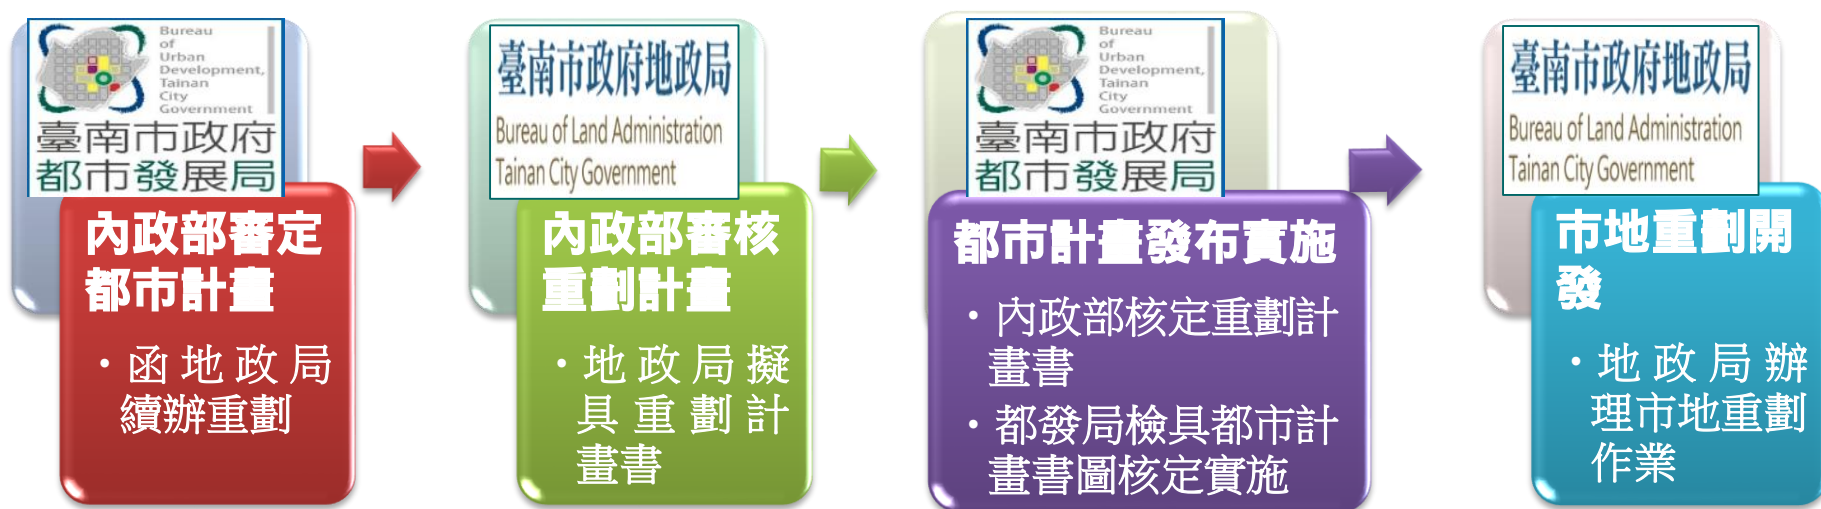 Bureau
of
Urban
Development,
Tainan
City
Government
臺南市政府
都市發展局
內政部審定
都市計畫
・函地政局
續辦重劃
臺南市政府地政局
Bureau of Land Administration
Tainan City Government
內政部審核
重劃計畫
・地政局擬
具重劃計
畫書
Bureau
of
Urban
Development,
Tainan
City
Government
臺南市政府
都市發展局
都市計畫發布實施
・內政部核定重劃計
畫書
・都發局檢具都市計
畫書圖核定實施
臺南市政府地政局
Bureau of Land Administration
Tainan City Government
市地重劃開
發
・地政局辦
理市地重劃
作業